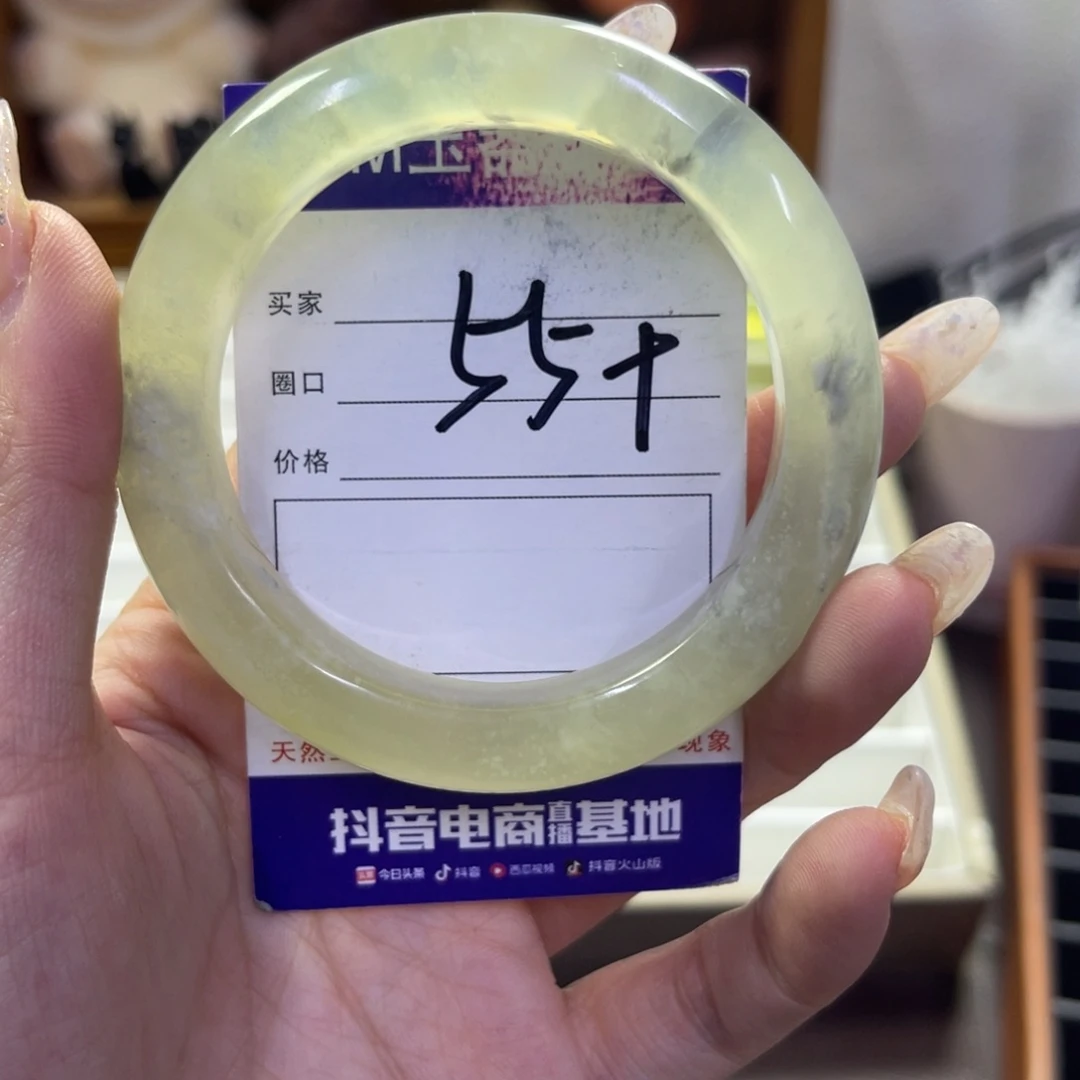 玉
买家
55+
圈口
价格
天然
现象
抖音电商直播基地
今日头条 抖音 西瓜视频 抖音火山版